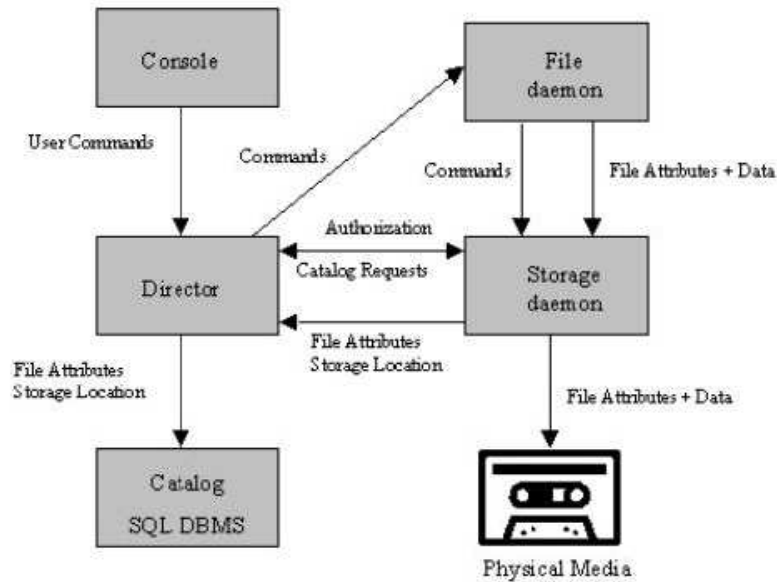 Console
File
daemon
User Commands
Commands
Commands
File Attributes + Data
Authorization
Catalog Requests
Director
Storage
daemon
File Attributes
Storage Location
File Attributes
Storage Location
File Attributes + Data
Catalog
SQL DBMS
Physical Media